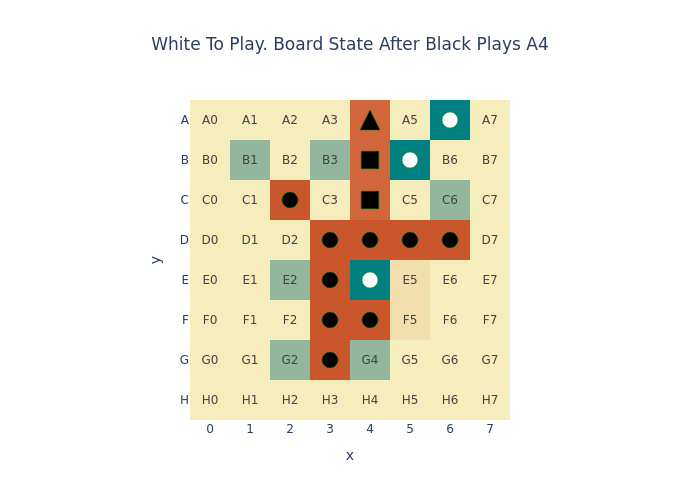 White To Play. Board State After Black Plays A4
A A0 A1 A2 A3 A5 A7
B B0 B1 B2 B3 B6 B7
C C0 C1 C3 C5 C6 C7
D D0 D1 D2 D7
E E0 E1 E2 E5 E6 E7
F F0 F1 F2 F5 F6 F7
G G0 G1 G2 G4 G5 G6 G7
H H0 H1 H2 H3 H4 H5 H6 H7
0 1 2 3 4 5 6 7
x
y